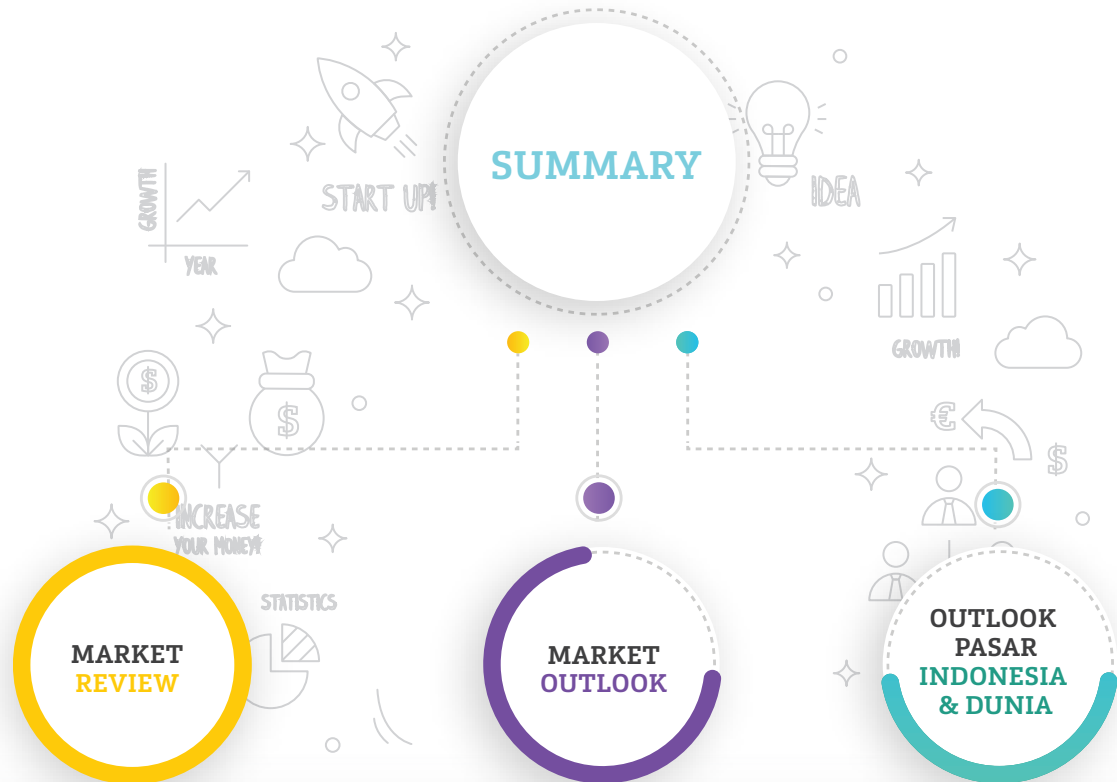 SUMMARY
START UP!
IDEA
GROWTH
YEAR
GROWTH!
$
$
€
$
INCREASE
YOUR MONEY!
STATISTICS
MARKET
REVIEW
MARKET
OUTLOOK
OUTLOOK
PASAR
INDONESIA
& DUNIA